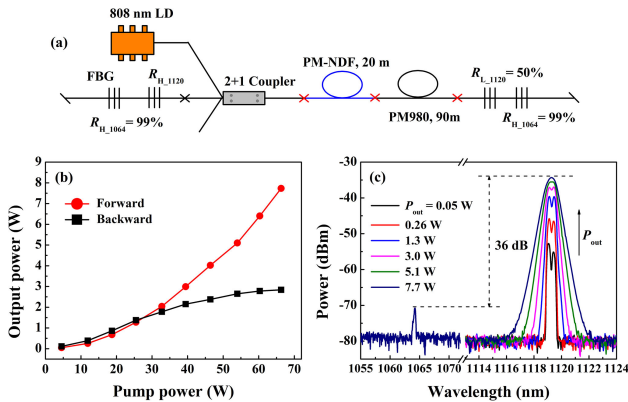 808 nm LD
(a)
FBG
R_H_1120
2+1 Coupler
PM-NDF, 20 m
R_L_1120 = 50%
R_H_1064 = 99%
PM980, 90m
R_H_1064 = 99%
(b)
Forward
Backward
Output power (W)
9
8
7
6
5
4
3
2
1
0
0 10 20 30 40 50 60 70
Pump power (W)
(c)
P_out = 0.05 W
0.26 W
1.3 W
3.0 W
5.1 W
7.7 W
36 dB
P_out
Power (dBm)
-30
-40
-50
-60
-70
-80
1055 1060 1065 1070 1114 1116 1118 1120 1122 1124
Wavelength (nm)